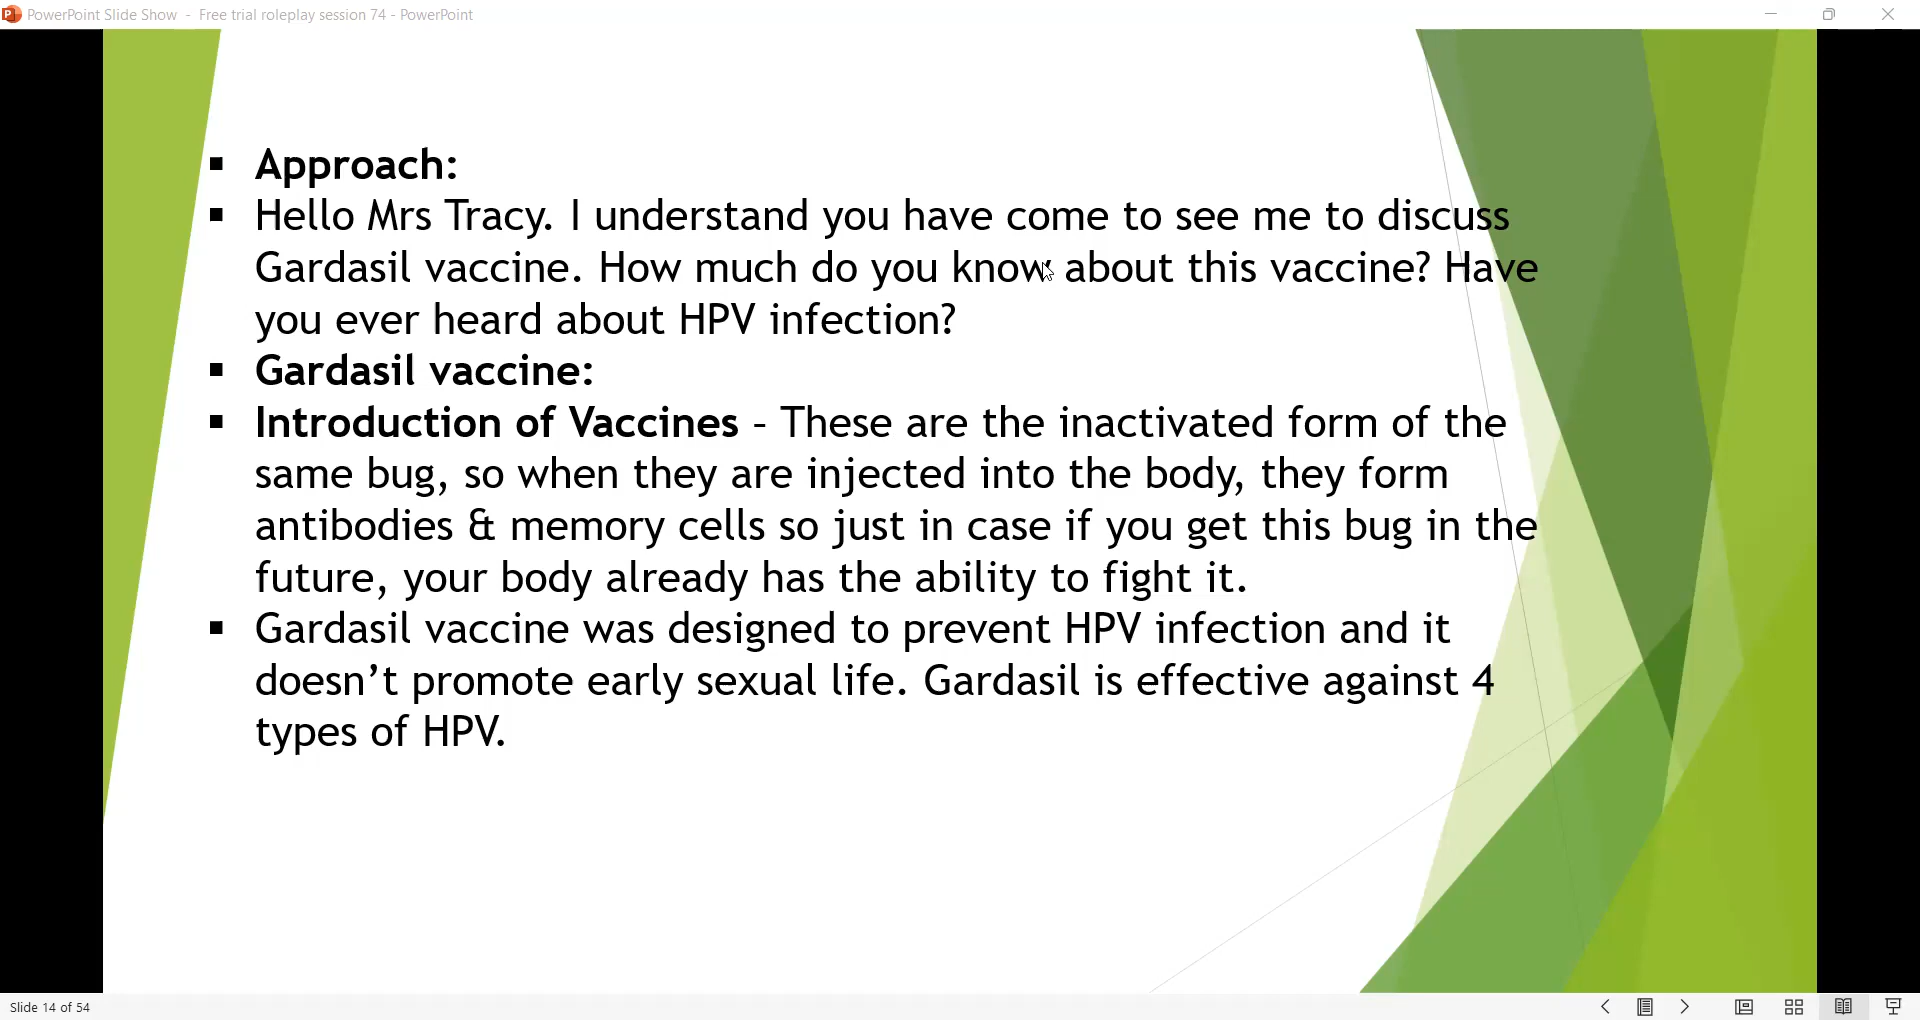 PowerPoint Slide Show - Free trial roleplay session 74 - PowerPoint
▪ Approach:
▪ Hello Mrs Tracy. I understand you have come to see me to discuss
Gardasil vaccine. How much do you know about this vaccine? Have
you ever heard about HPV infection?
▪ Gardasil vaccine:
▪ Introduction of Vaccines – These are the inactivated form of the
same bug, so when they are injected into the body, they form
antibodies & memory cells so just in case if you get this bug in the
future, your body already has the ability to fight it.
▪ Gardasil vaccine was designed to prevent HPV infection and it
doesn’t promote early sexual life. Gardasil is effective against 4
types of HPV.
Slide 14 of 54